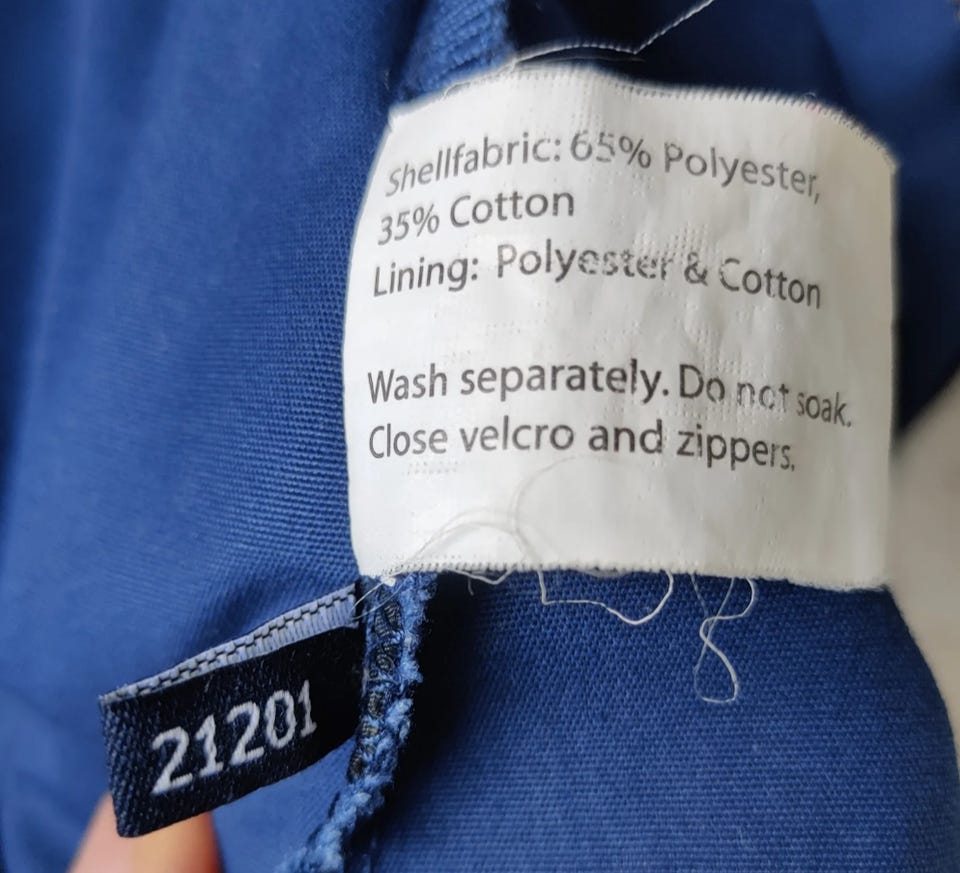 Shellfabric: 65% Polyester,
35% Cotton
Lining: Polyester & Cotton
Wash separately. Do not soak.
Close velcro and zippers.
21201